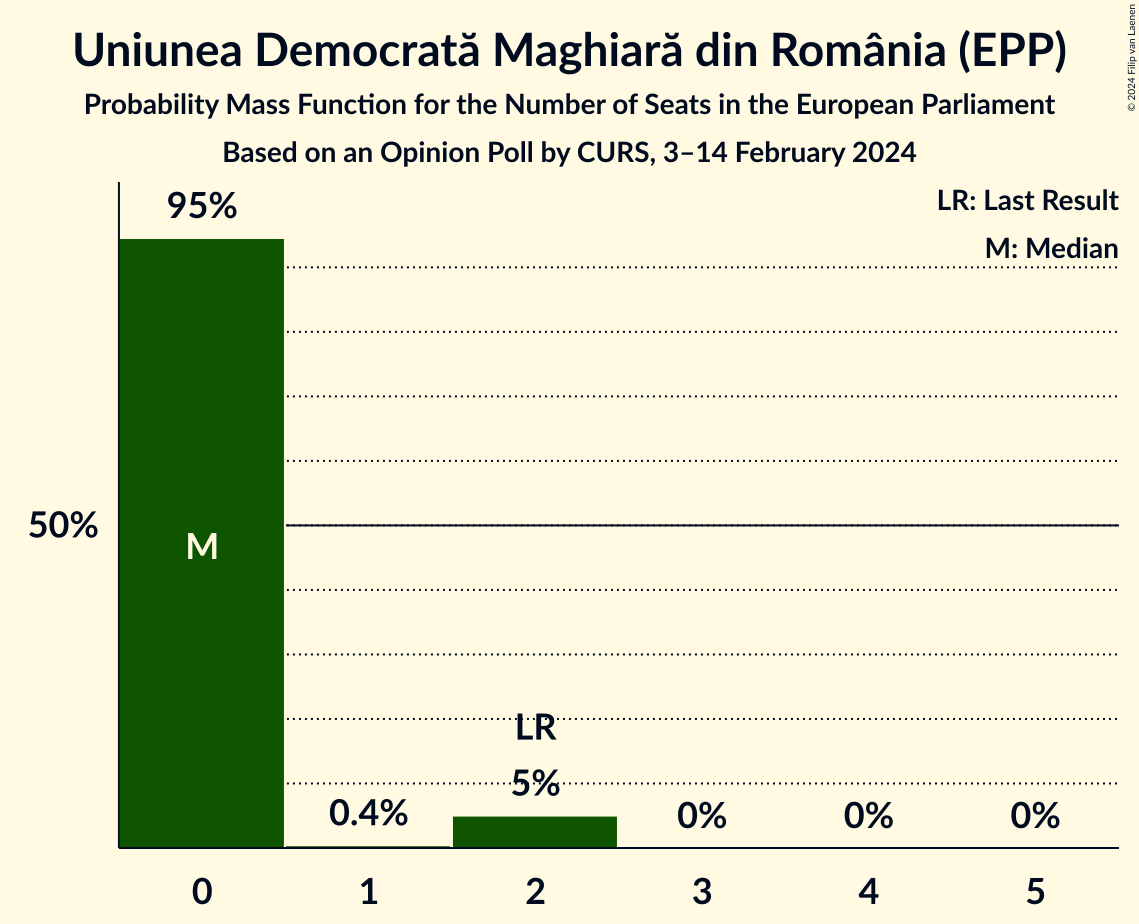 Uniunea Democrată Maghiară din România (EPP)
Probability Mass Function for the Number of Seats in the European Parliament
Based on an Opinion Poll by CURS, 3–14 February 2024
© 2024 Filip van Laenen
LR: Last Result
M: Median
95%
50%
M
LR
5%
0.4%
0%
0%
0%
0
1
2
3
4
5